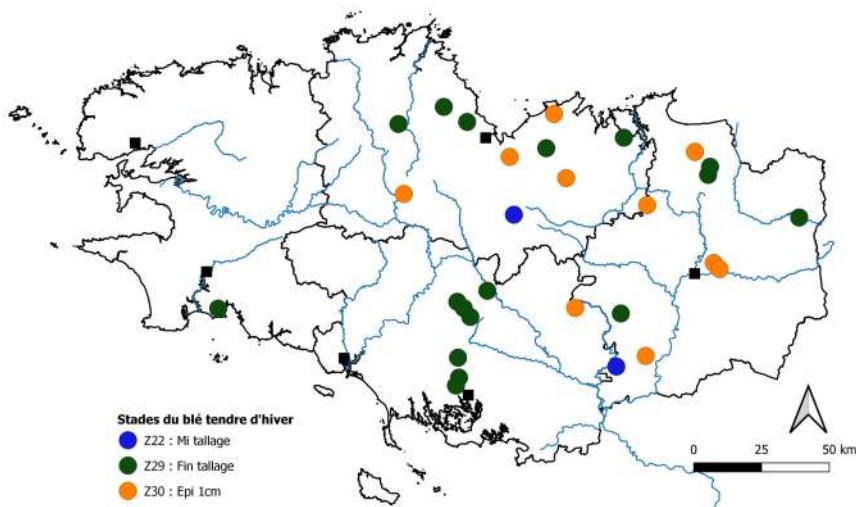 Stades du blé tendre d'hiver
Z22 : Mi tallage
Z29 : Fin tallage
Z30 : Epi 1cm
0 25 50 km